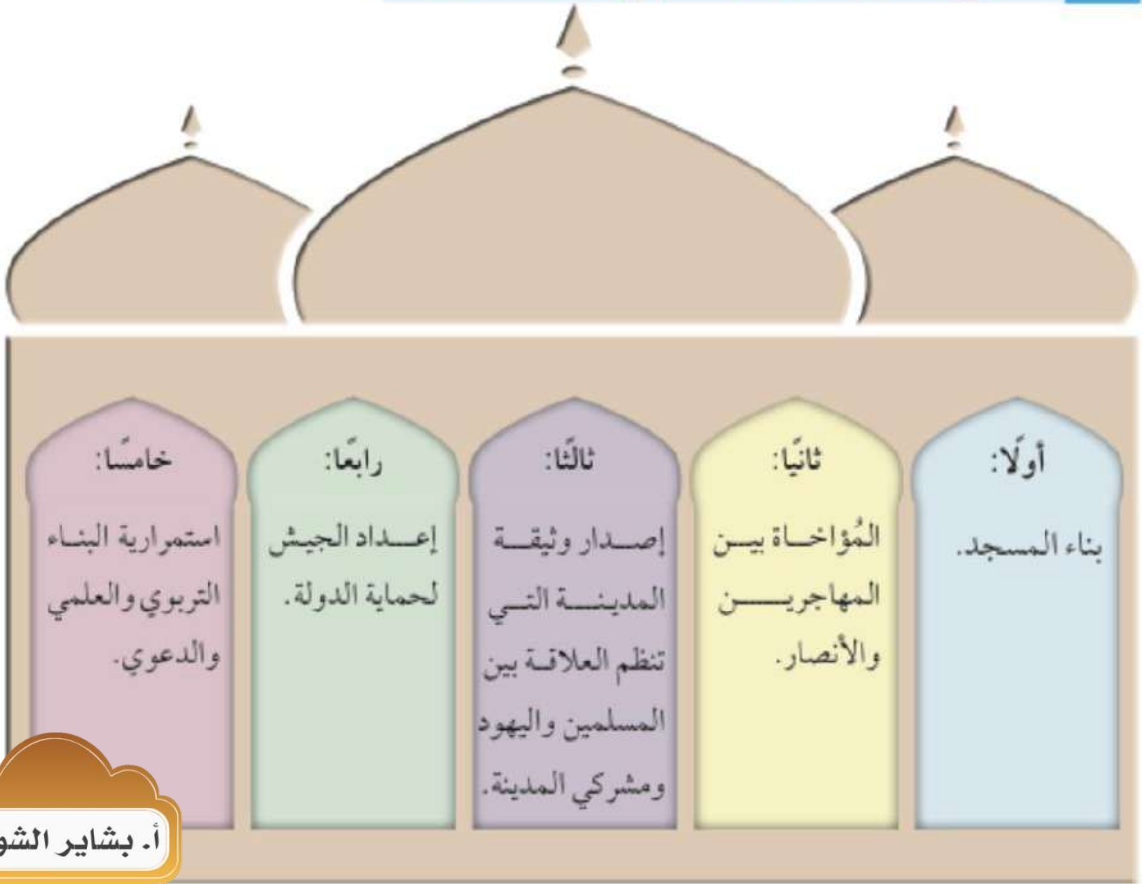 أولًا:
بناء المسجد.
ثانيًا:
المُؤاخاة بين
المهاجرين
والأنصار.
ثالثًا:
إصدار وثيقة
المدينة التي
تنظم العلاقة بين
المسلمين واليهود
ومشركي المدينة.
رابعًا:
إعداد الجيش
لحماية الدولة.
خامسًا:
استمرارية البناء
التربوي والعلمي
والدعوي.
أ. بشاير